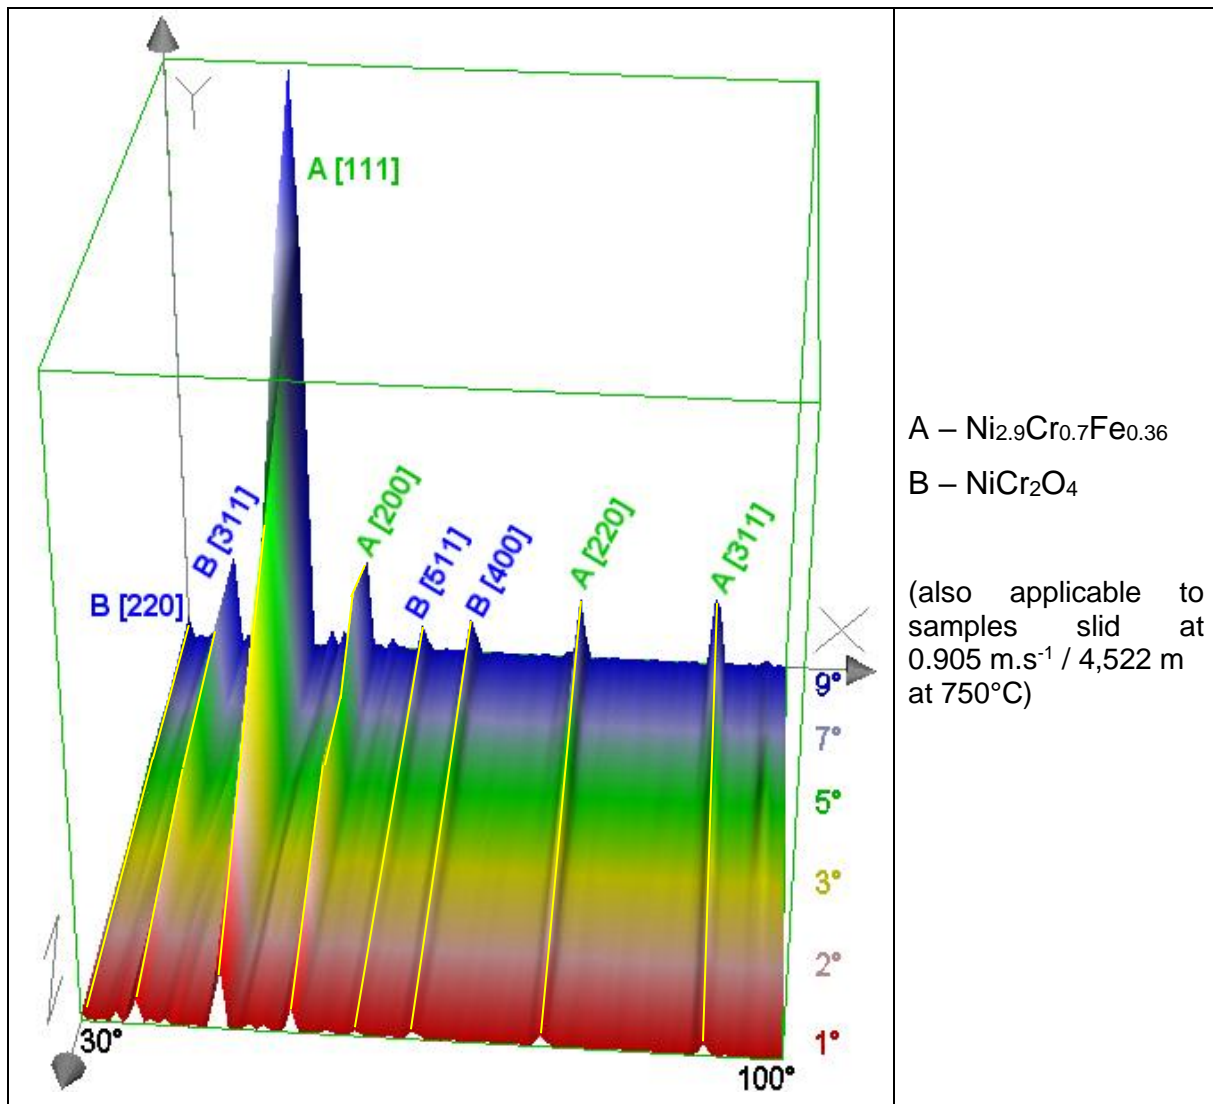 Y
A [111]
B [311]
A [200]
B [511]
B [400]
A [220]
A [311]
B [220]
X
9°
7°
5°
3°
2°
1°
Z
30°
100°
A – Ni₂.₉Cr₀.₇Fe₀.₃₆
B – NiCr₂O₄
(also applicable to
samples slid at
0.905 m.s⁻¹ / 4,522 m
at 750°C)